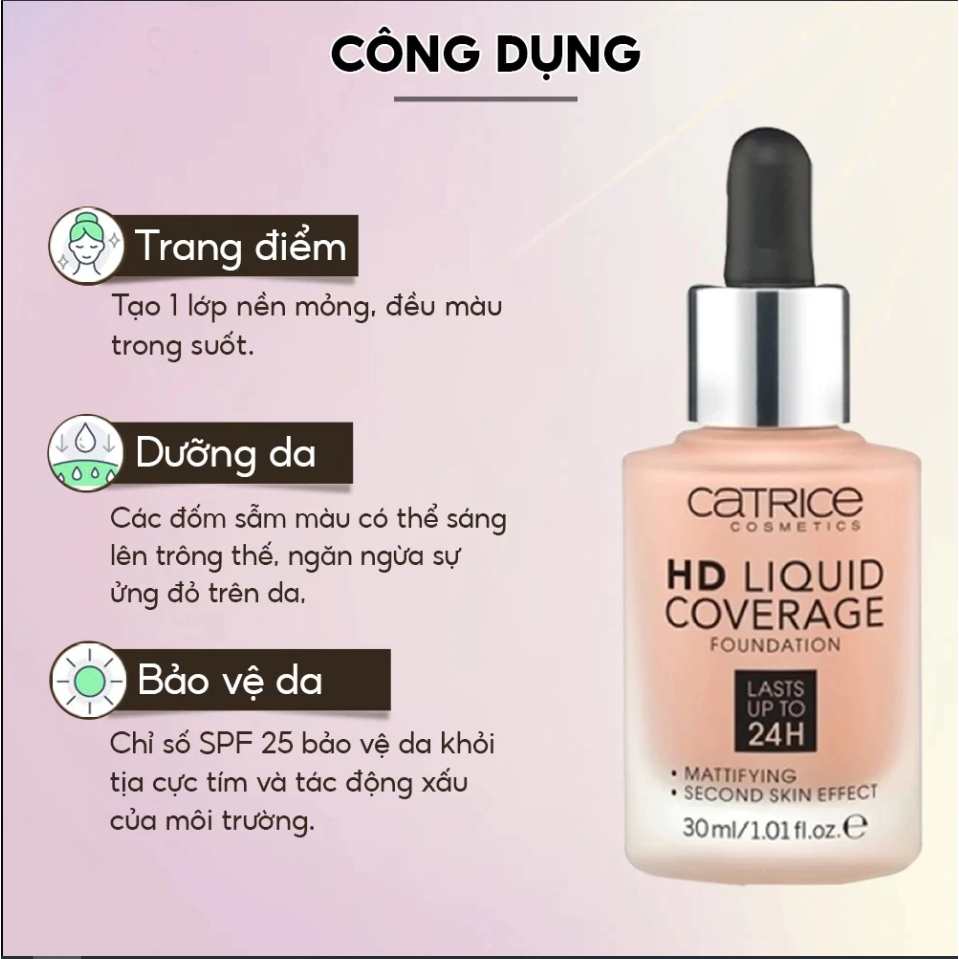 CÔNG DỤNG
Trang điểm
Tạo 1 lớp nền mỏng, đều màu
trong suốt.
Dưỡng da
Các đốm sẫm màu có thể sáng
lên trông thế, ngăn ngừa sự
ửng đỏ trên da,
Bảo vệ da
Chỉ số SPF 25 bảo vệ da khỏi
tịa cực tím và tác động xấu
của môi trường.
CATRICE
COSMETICS
HD LIQUID
COVERAGE
FOUNDATION
LASTS
UP TO
24H
• MATTIFYING
• SECOND SKIN EFFECT
30ml/1.01fl.oz.℮